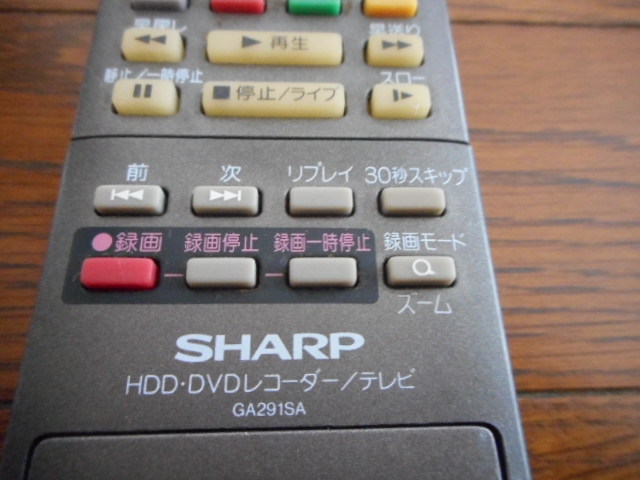 早戻し
早送り
▶ 再生
静止/一時停止
■ 停止/ライブ
スロー
前
次
リプレイ
30秒スキップ
●録画
録画停止
録画一時停止
録画モード
ズーム
SHARP
HDD・DVDレコーダー/テレビ
GA291SA